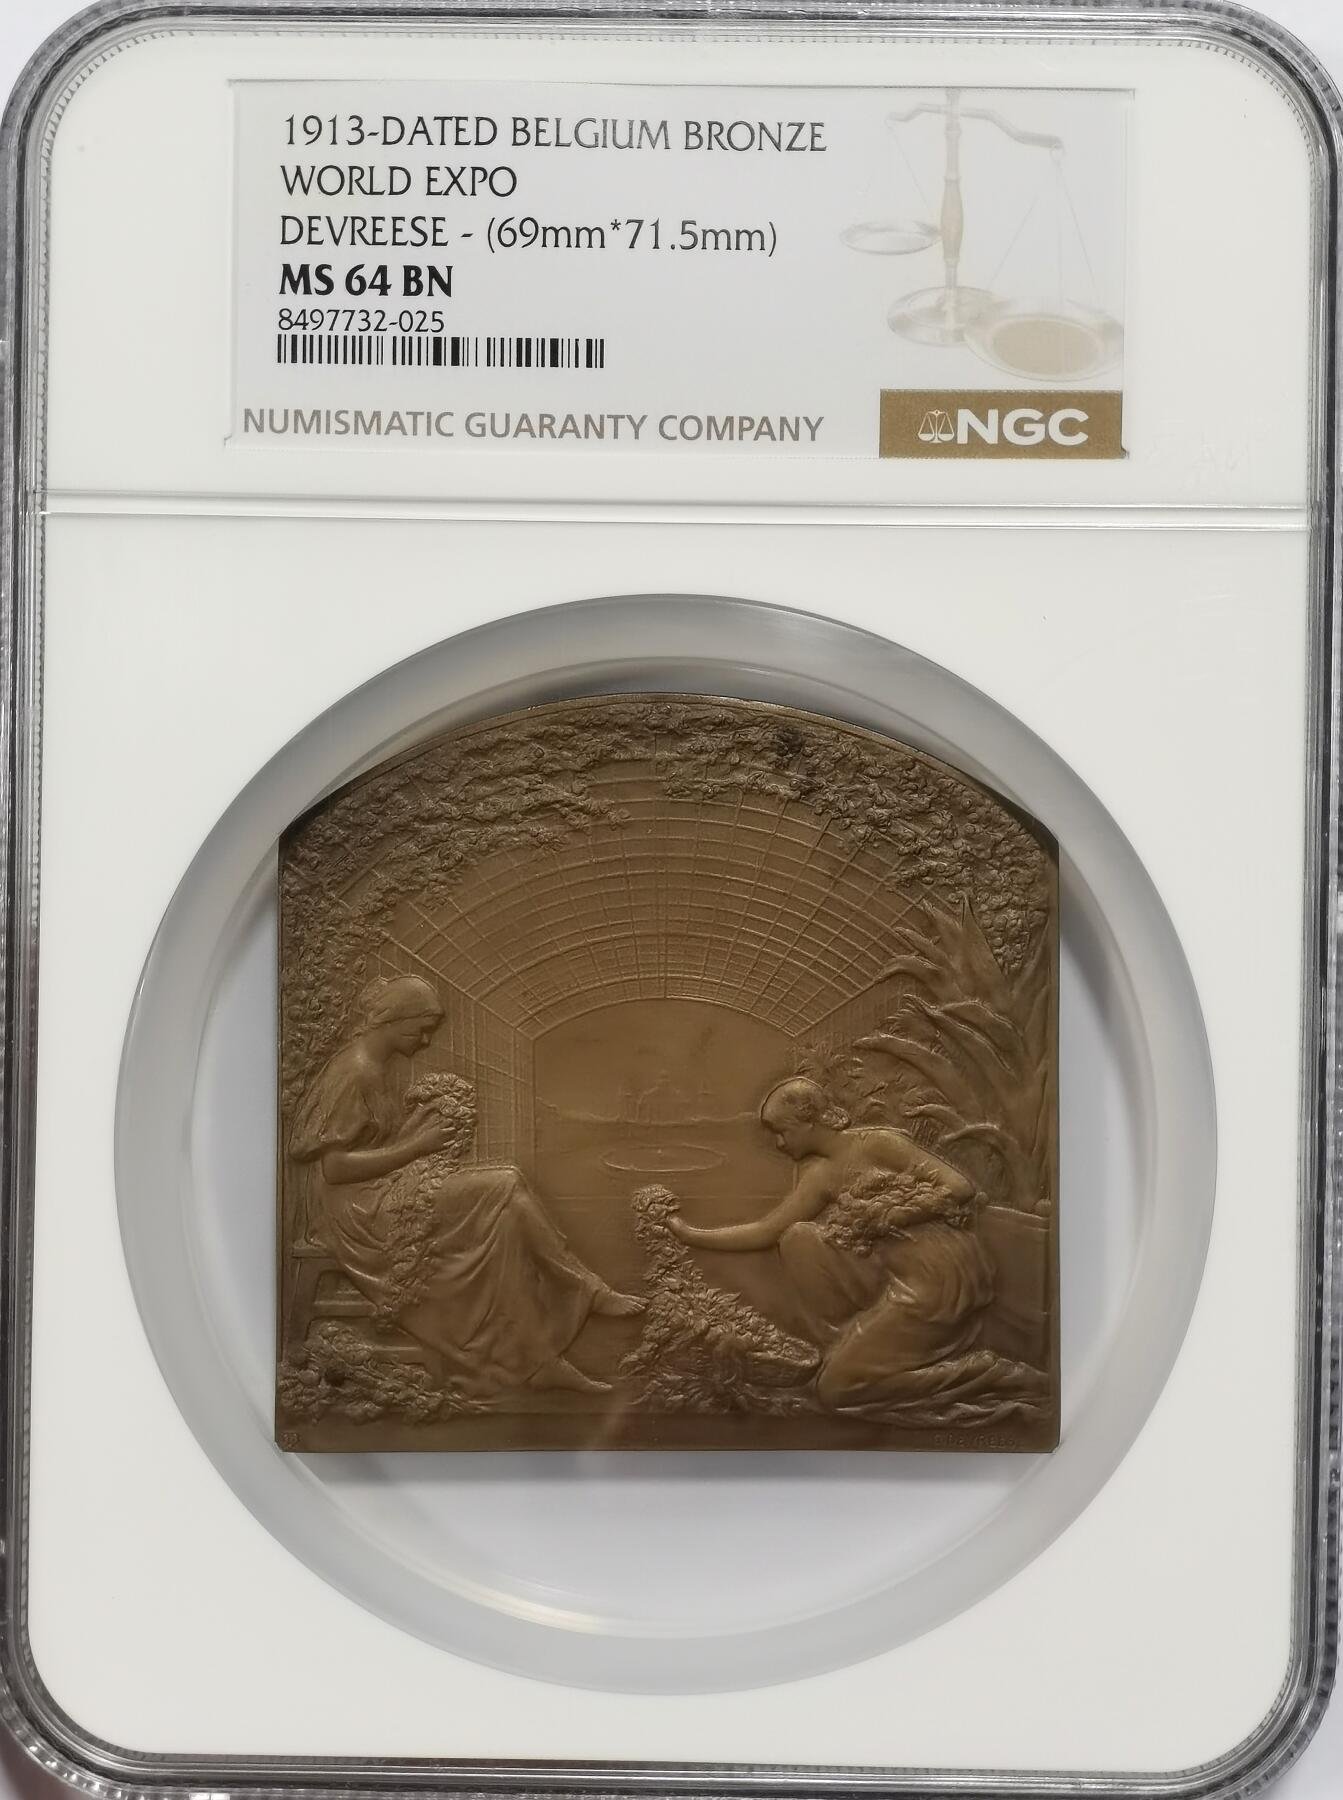 1913-DATED BELGIUM BRONZE
WORLD EXPO
DEVREESE - (69mm*71.5mm)
MS 64 BN
8497732-025
NUMISMATIC GUARANTY COMPANY
NGC
DEVREESE